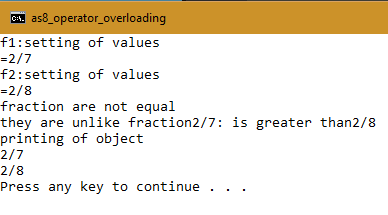 C:\. as8_operator_overloading
f1:setting of values
=2/7
f2:setting of values
=2/8
fraction are not equal
they are unlike fraction2/7: is greater than2/8
printing of object
2/7
2/8
Press any key to continue . . .